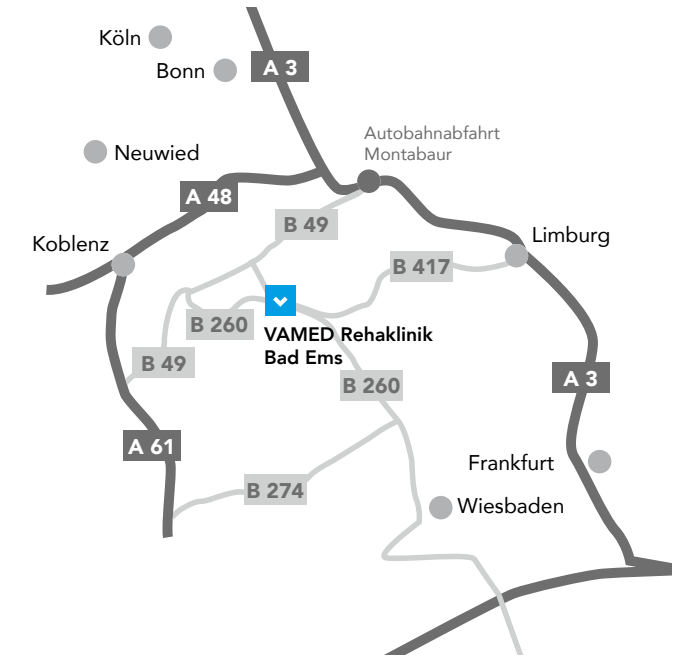 Köln
Bonn
A 3
Autobahnabfahrt
Montabaur
Neuwied
A 48
B 49
Koblenz
Limburg
B 417
B 260
VAMED Rehaklinik
Bad Ems
B 49
B 260
A 3
A 61
Frankfurt
B 274
Wiesbaden